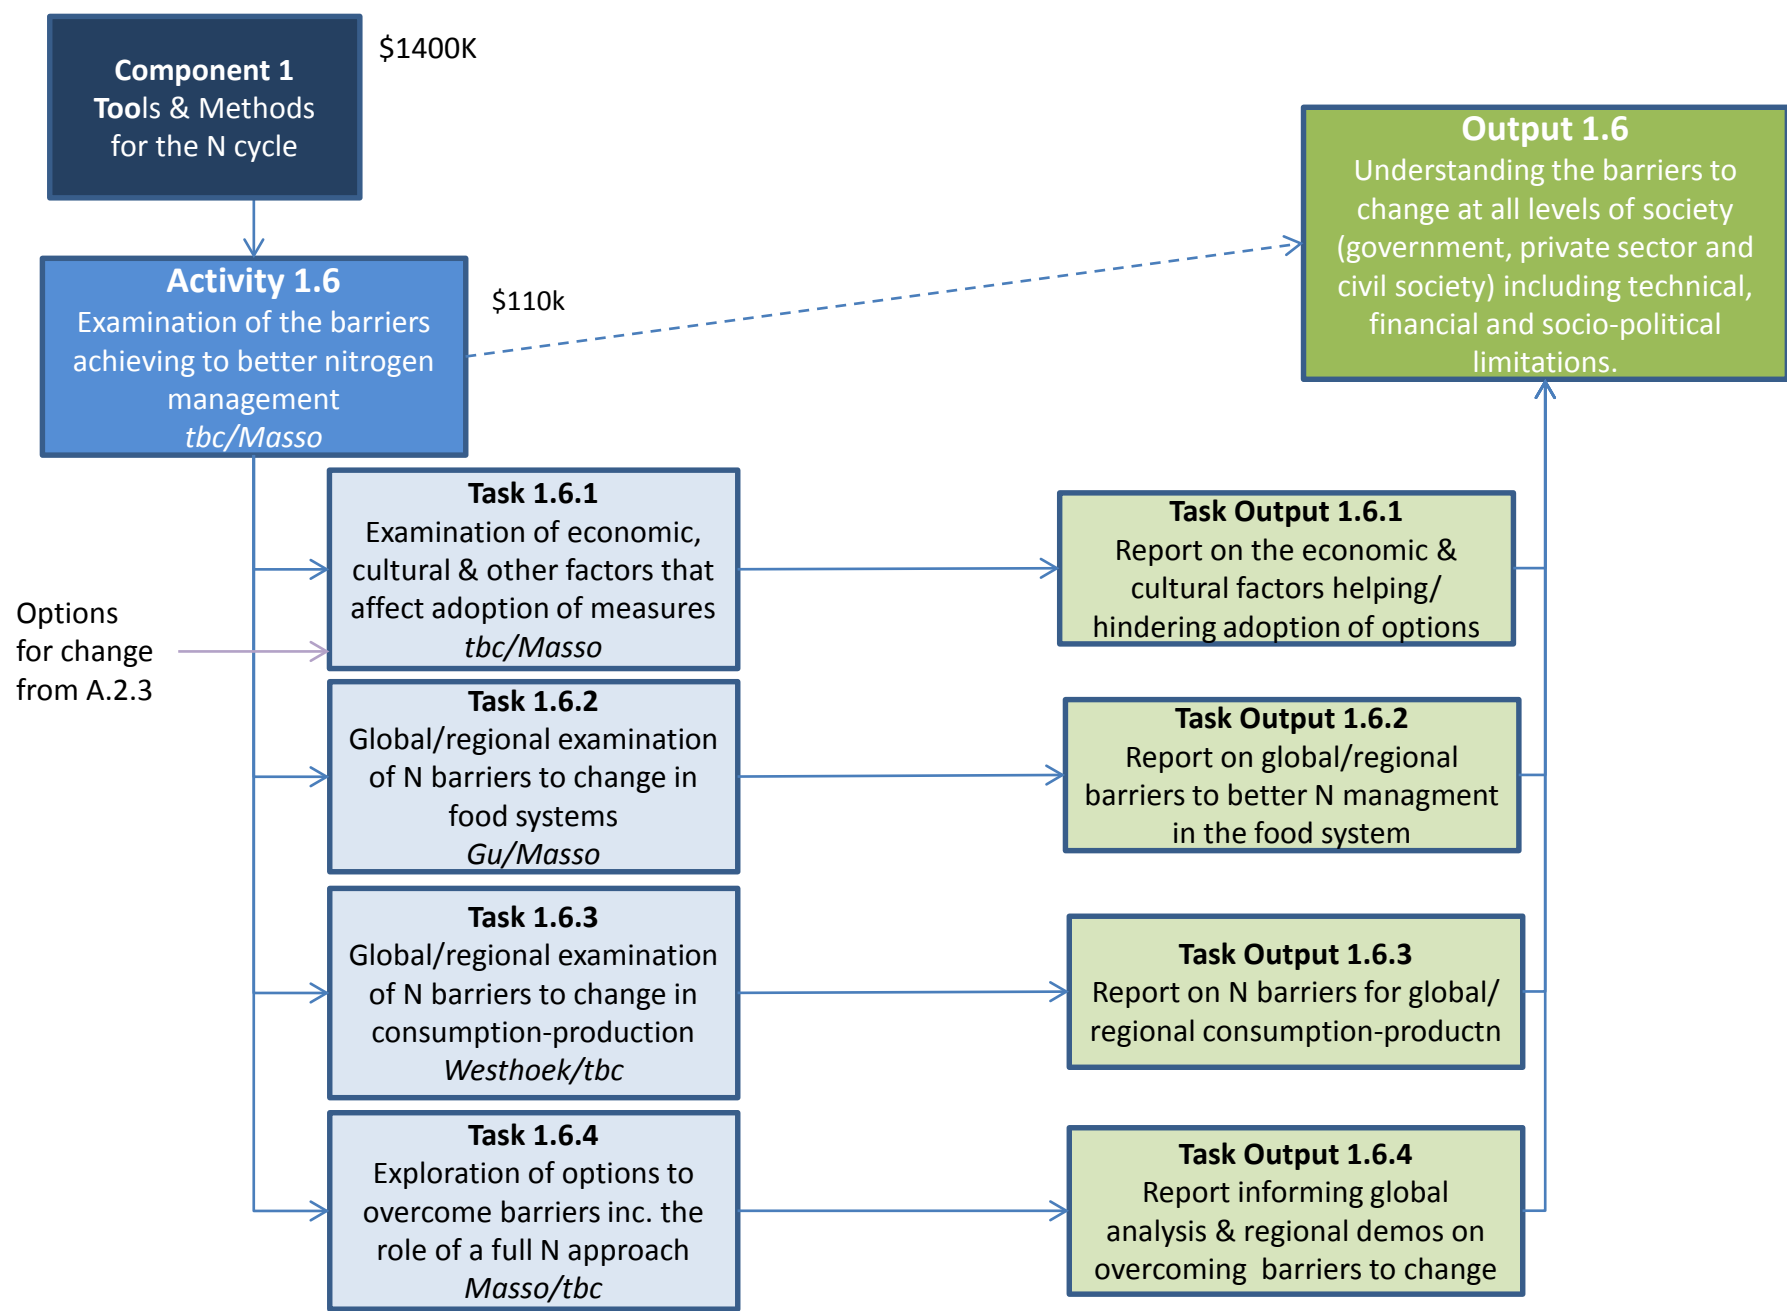 Component 1
Tools & Methods
for the N cycle
$1400K
Activity 1.6
Examination of the barriers
achieving to better nitrogen
management
tbc/Masso
$110k
Output 1.6
Understanding the barriers to
change at all levels of society
(government, private sector and
civil society) including technical,
financial and socio-political
limitations.
Options
for change
from A.2.3
Task 1.6.1
Examination of economic,
cultural & other factors that
affect adoption of measures
tbc/Masso
Task Output 1.6.1
Report on the economic &
cultural factors helping/
hindering adoption of options
Task 1.6.2
Global/regional examination
of N barriers to change in
food systems
Gu/Masso
Task Output 1.6.2
Report on global/regional
barriers to better N managment
in the food system
Task 1.6.3
Global/regional examination
of N barriers to change in
consumption-production
Westhoek/tbc
Task Output 1.6.3
Report on N barriers for global/
regional consumption-productn
Task 1.6.4
Exploration of options to
overcome barriers inc. the
role of a full N approach
Masso/tbc
Task Output 1.6.4
Report informing global
analysis & regional demos on
overcoming  barriers to change